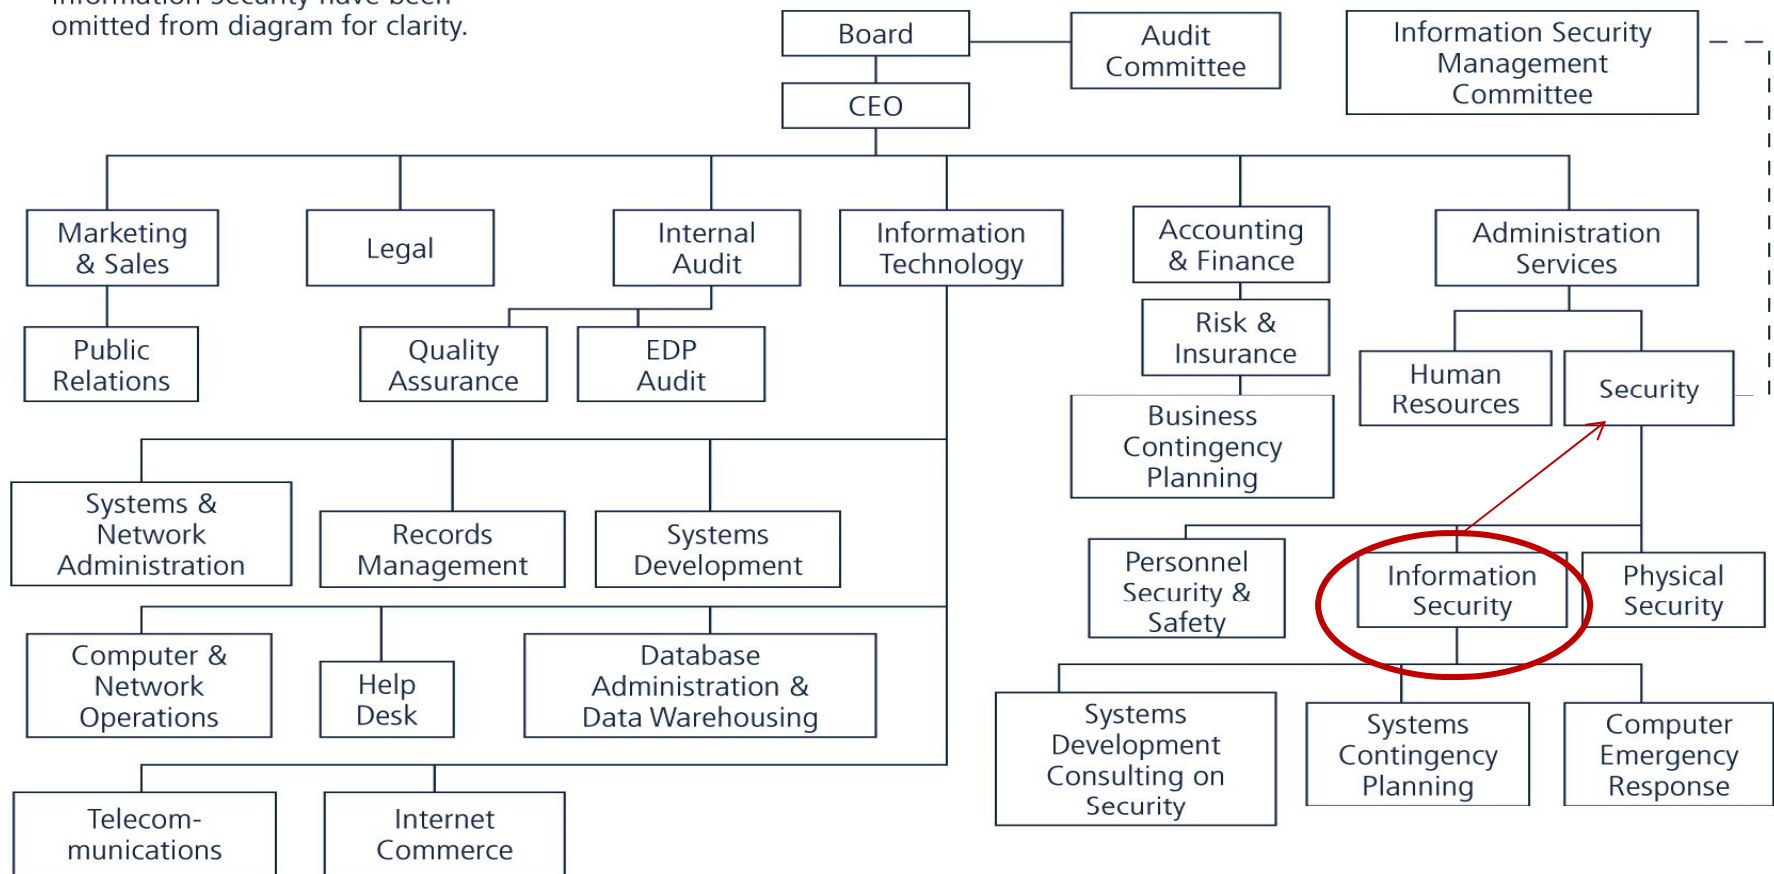 Information Security have been
omitted from diagram for clarity.
Board
Audit
Committee
Information Security
Management
Committee
CEO
Marketing
& Sales
Legal
Internal
Audit
Information
Technology
Accounting
& Finance
Administration
Services
Public
Relations
Quality
Assurance
EDP
Audit
Risk &
Insurance
Human
Resources
Security
Business
Contingency
Planning
Systems &
Network
Administration
Records
Management
Systems
Development
Personnel
Security &
Safety
Information
Security
Physical
Security
Computer &
Network
Operations
Help
Desk
Database
Administration &
Data Warehousing
Systems
Development
Consulting on
Security
Systems
Contingency
Planning
Computer
Emergency
Response
Telecom-
munications
Internet
Commerce